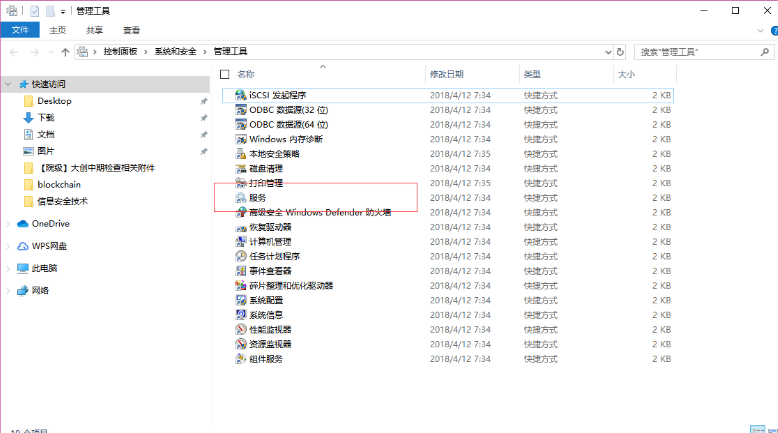 管理工具
文件 主页 共享 查看
控制面板 系统和安全 管理工具 搜索"管理工具"
名称 修改日期 类型 大小
快速访问
Desktop
下载
文档
图片
【院级】大创中期检查相关附件
blockchain
信息安全技术
OneDrive
WPS网盘
此电脑
网络
iSCSI 发起程序 2018/4/12 7:34 快捷方式 2 KB
ODBC 数据源(32 位) 2018/4/12 7:34 快捷方式 2 KB
ODBC 数据源(64 位) 2018/4/12 7:34 快捷方式 2 KB
Windows 内存诊断 2018/4/12 7:34 快捷方式 2 KB
本地安全策略 2018/4/12 7:35 快捷方式 2 KB
磁盘清理 2018/4/12 7:34 快捷方式 2 KB
打印管理 2018/4/12 7:35 快捷方式 2 KB
服务 2018/4/12 7:34 快捷方式 2 KB
高级安全 Windows Defender 防火墙 2018/4/12 7:34 快捷方式 2 KB
恢复驱动器 2018/4/12 7:34 快捷方式 2 KB
计算机管理 2018/4/12 7:34 快捷方式 2 KB
任务计划程序 2018/4/12 7:34 快捷方式 2 KB
事件查看器 2018/4/12 7:34 快捷方式 2 KB
碎片整理和优化驱动器 2018/4/12 7:34 快捷方式 2 KB
系统配置 2018/4/12 7:34 快捷方式 2 KB
系统信息 2018/4/12 7:34 快捷方式 2 KB
性能监视器 2018/4/12 7:34 快捷方式 2 KB
资源监视器 2018/4/12 7:34 快捷方式 2 KB
组件服务 2018/4/12 7:34 快捷方式 2 KB